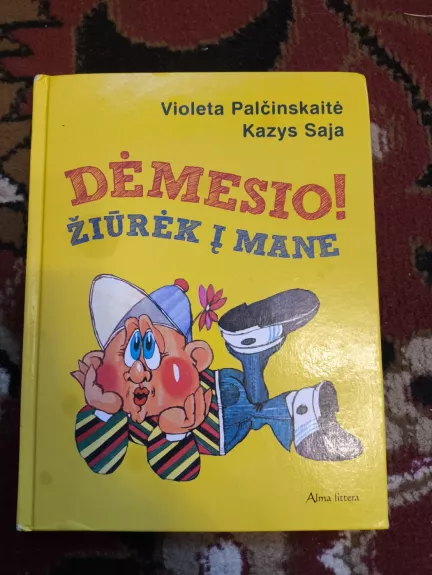 Violeta Palčinskaitė
Kazys Saja
DĖMESIO!
ŽIŪRĖK Į MANE
Alma littera